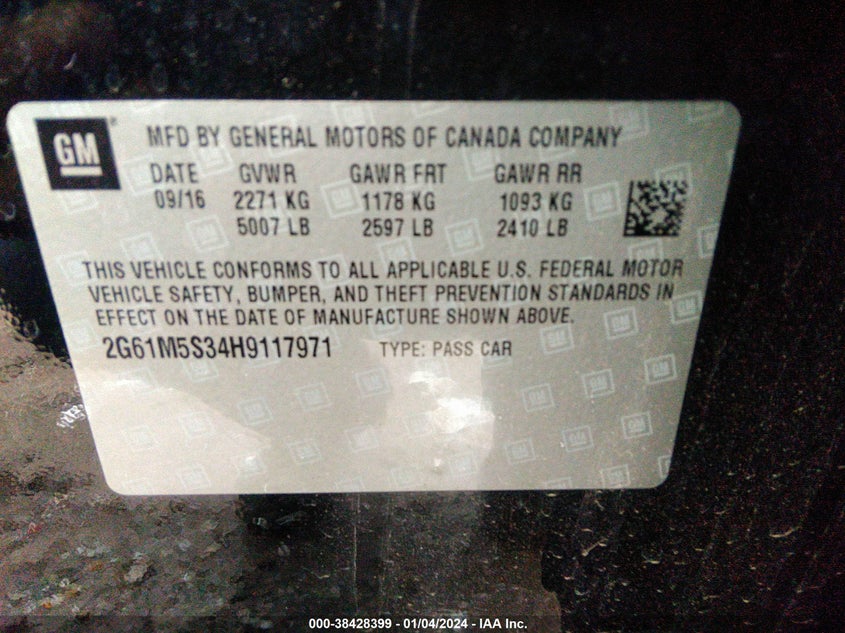 GM
MFD BY GENERAL MOTORS OF CANADA COMPANY
DATE GVWR GAWR FRT GAWR RR
09/16 2271 KG 1178 KG 1093 KG
5007 LB 2597 LB 2410 LB
THIS VEHICLE CONFORMS TO ALL APPLICABLE U.S. FEDERAL MOTOR
VEHICLE SAFETY, BUMPER, AND THEFT PREVENTION STANDARDS IN
EFFECT ON THE DATE OF MANUFACTURE SHOWN ABOVE.
2G61M5S34H9117971 TYPE: PASS CAR
000-38428399 - 01/04/2024 - IAA Inc.